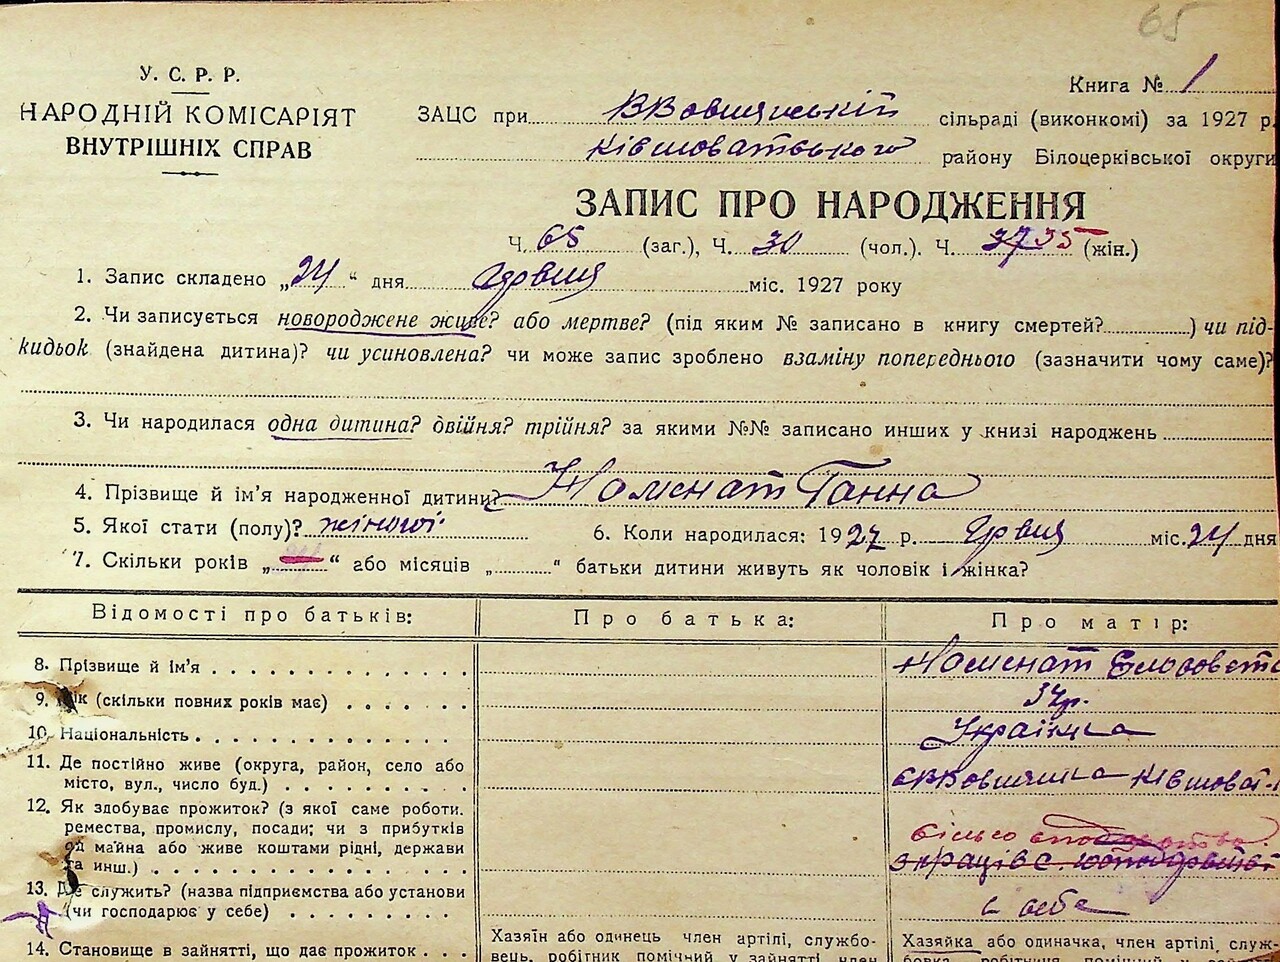 65
У. С. Р. Р.
НАРОДНІЙ КОМІСАРІЯТ
ВНУТРІШНІХ СПРАВ
Книга № 1
ЗАЦС при сільраді (виконкомі) за 1927 р.
району Білоцерківської округи
ЗАПИС ПРО НАРОДЖЕННЯ
Ч. 65 (заг.), Ч. 30 (чол.). Ч. 35 (жін.)
1. Запис складено „24“ дня міс. 1927 року
2. Чи записується новороджене живе? або мертве? (під яким № записано в книгу смертей?) чи під-
кидьок (знайдена дитина)? чи усиновлена? чи може запис зроблено взаміну попереднього (зазначити чому саме)?
3. Чи народилася одна дитина? двійня? трійня? за якими №№ записано инших у книзі народжень
4. Прізвище й ім’я народженної дитини? Ганна
5. Якої стати (полу)? жіночої 6. Коли народилася: 1927 р. міс. 24 дня
7. Скільки років „ “ або місяців „ “ батьки дитини живуть як чоловік і жінка?
Відомості про батьків: Про батька: Про матір:
8. Прізвище й ім’я
9. Вік (скільки повних років має)
10. Національність Українка
11. Де постійно живе (округа, район, село або
місто, вул., число буд.)
12. Як здобуває прожиток? (з якої саме роботи.
ремества, промислу, посади; чи з прибутків
од майна або живе коштами рідні, держави
та инш.)
13. Де служить? (назва підприємства або установи
(чи господарює у себе) в себе
14. Становище в зайнятті, що дає прожиток
Хазяїн або одинець член артілі, службо-
вець, робітник помічний у зайнятті член
Хазяйка або одиначка, член артілі, служ-
бовка, робітниця помічний у